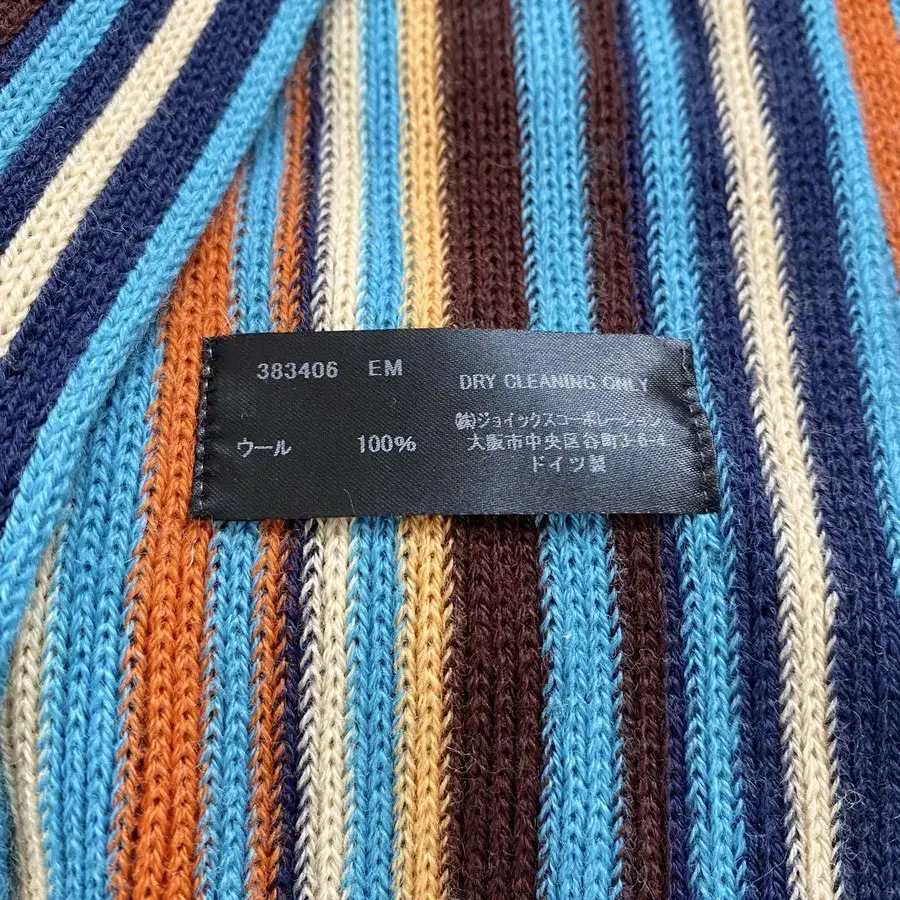 383406 EM
DRY CLEANING ONLY
ウール 100%
㈱ジョイックスコーポレーション
大阪市中央区谷町3-6-4
ドイツ製